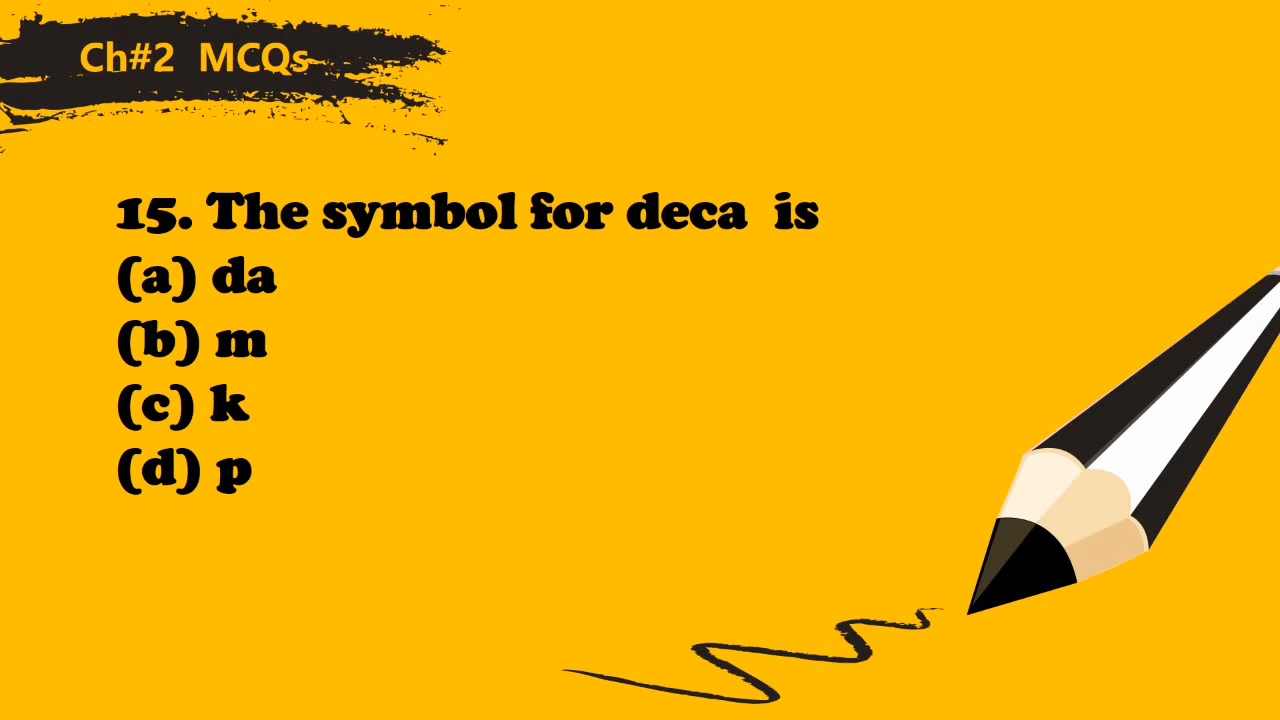 Ch#2 MCQs
15. The symbol for deca is
(a) da
(b) m
(c) k
(d) p